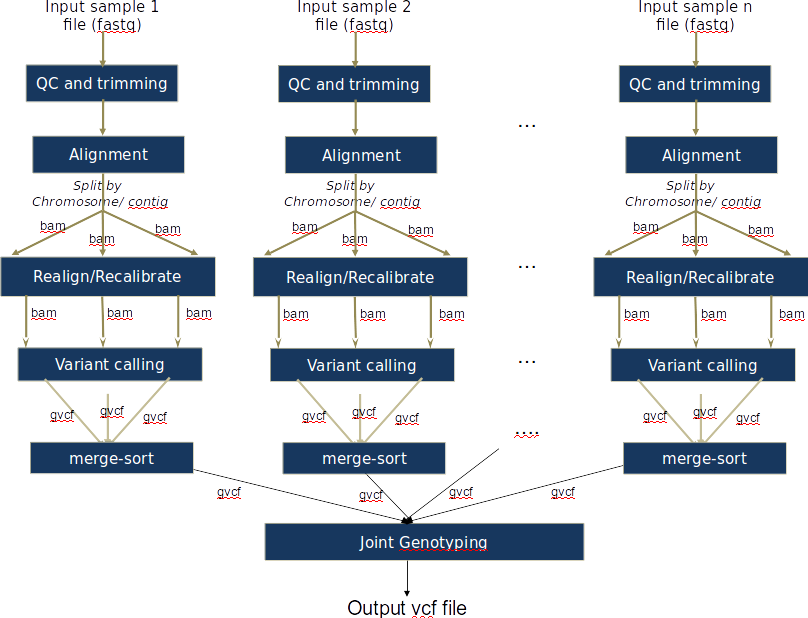 Input sample 1
file (fastq)
Input sample 2
file (fastq)
Input sample n
file (fastq)
QC and trimming
QC and trimming
QC and trimming
...
Alignment
Alignment
Alignment
Split by
Chromosome/ contig
Split by
Chromosome/ contig
Split by
Chromosome/ contig
bam
bam
bam
bam
bam
bam
bam
bam
bam
...
Realign/Recalibrate
Realign/Recalibrate
Realign/Recalibrate
bam
bam
bam
bam
bam
bam
bam
bam
bam
Variant calling
Variant calling
...
Variant calling
gvcf
gvcf
gvcf
gvcf
gvcf
gvcf
gvcf
gvcf
gvcf
....
merge-sort
merge-sort
merge-sort
gvcf
gvcf
gvcf
gvcf
Joint Genotyping
Output vcf file